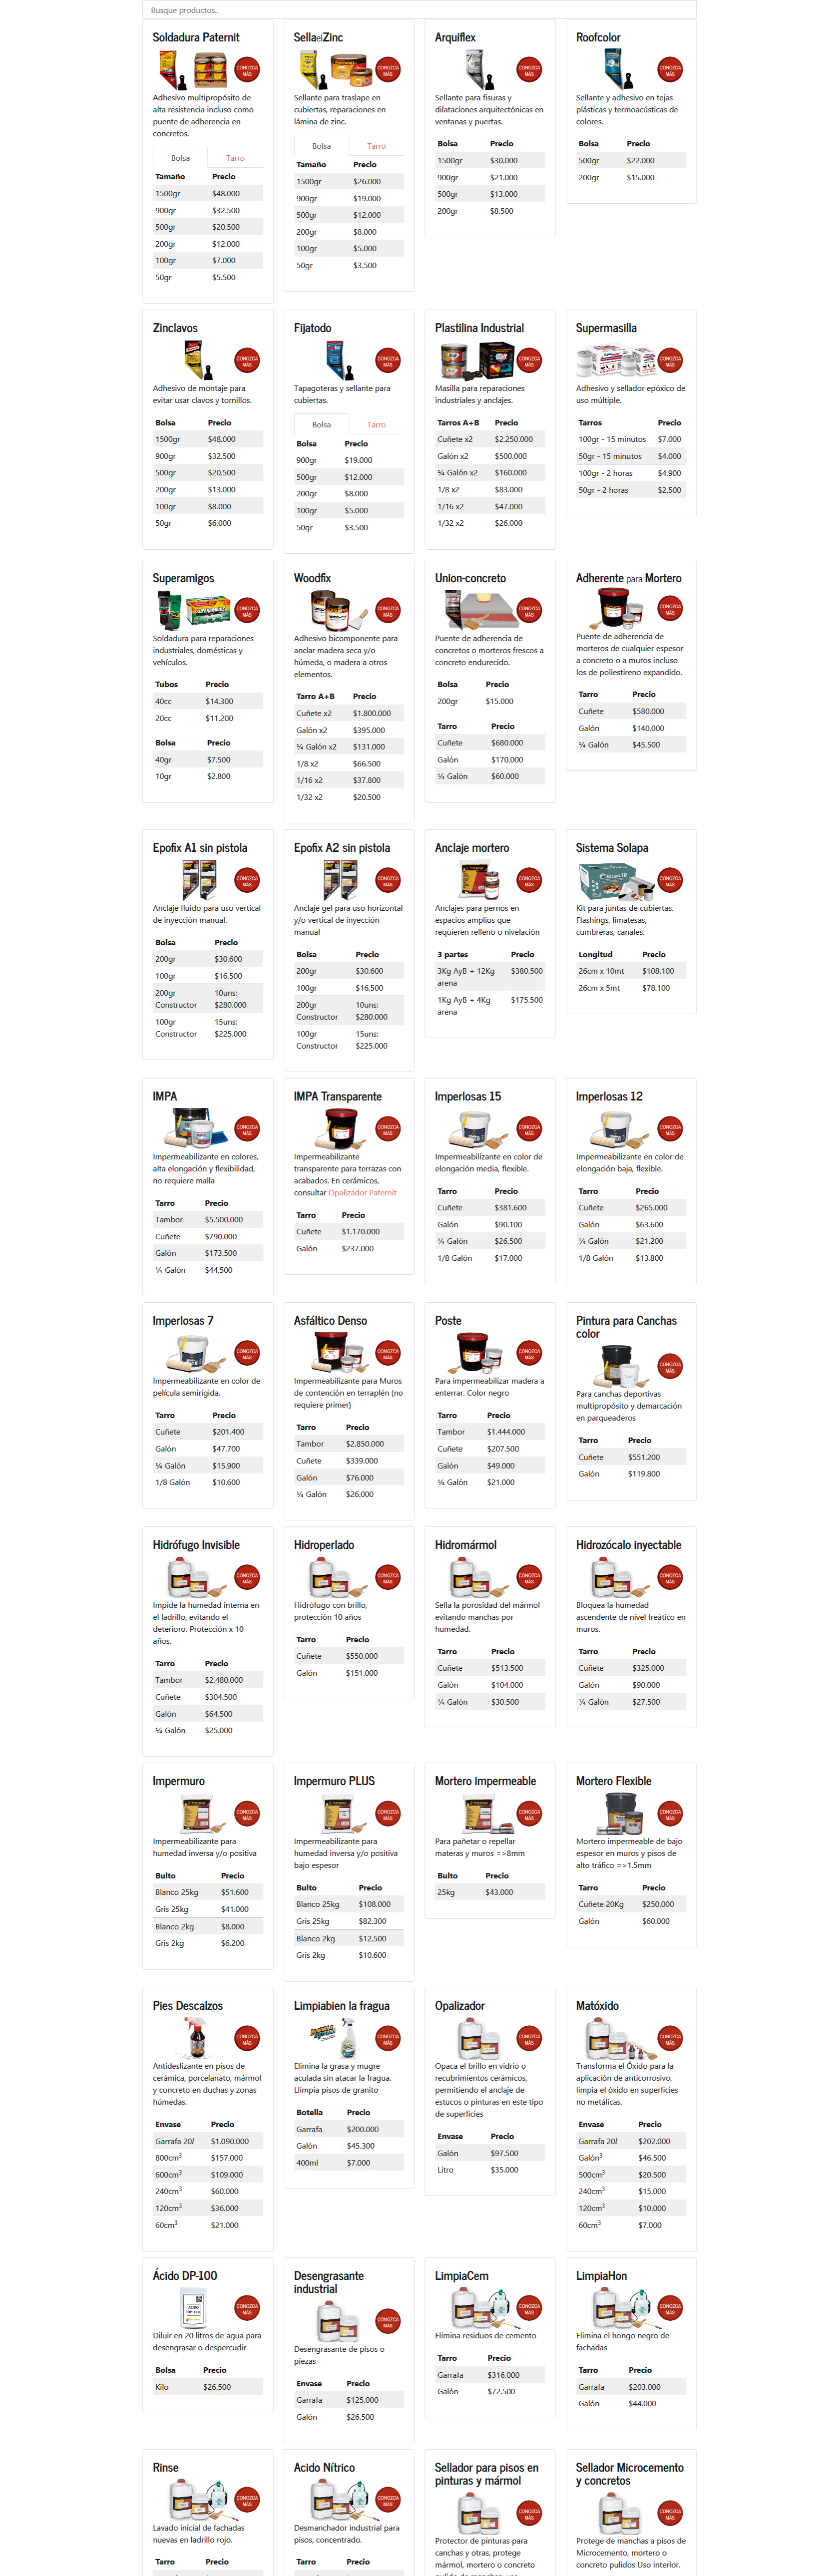 Busque productos..
Soldadura Paternit
CONOZCA MÁS
Adhesivo multipropósito de
alta resistencia incluso como
puente de adherencia en
concretos.
Bolsa Tarro
Tamaño Precio
1500gr $48.000
900gr $32.500
500gr $20.500
200gr $12.000
100gr $7.000
50gr $5.500
SellaelZinc
CONOZCA MÁS
Sellante para traslape en
cubiertas, reparaciones en
lámina de zinc.
Bolsa Tarro
Tamaño Precio
1500gr $26.000
900gr $19.000
500gr $12.000
200gr $8.000
100gr $5.000
50gr $3.500
Arquiflex
CONOZCA MÁS
Sellante para fisuras y
dilataciones arquitectónicas en
ventanas y puertas.
Bolsa Precio
1500gr $30.000
900gr $21.000
500gr $13.000
200gr $8.500
Roofcolor
CONOZCA MÁS
Sellante y adhesivo en tejas
plásticas y termoacústicas de
colores.
Bolsa Precio
500gr $22.000
200gr $15.000
Zinclavos
CONOZCA MÁS
Adhesivo de montaje para
evitar usar clavos y tornillos.
Bolsa Precio
1500gr $48.000
900gr $32.500
500gr $20.500
200gr $13.000
100gr $8.000
50gr $6.000
Fijatodo
CONOZCA MÁS
Tapagoteras y sellante para
cubiertas.
Bolsa Tarro
Bolsa Precio
900gr $19.000
500gr $12.000
200gr $8.000
100gr $5.000
50gr $3.500
Plastilina Industrial
CONOZCA MÁS
Masilla para reparaciones
industriales y anclajes.
Tarros A+B Precio
Cuñete x2 $2.250.000
Galón x2 $500.000
¼ Galón x2 $160.000
1/8 x2 $83.000
1/16 x2 $47.000
1/32 x2 $26.000
Supermasilla
CONOZCA MÁS
Adhesivo y sellador epóxico de
uso múltiple.
Tarros Precio
100gr - 15 minutos $7.000
50gr - 15 minutos $4.000
100gr - 2 horas $4.900
50gr - 2 horas $2.500
Superamigos
CONOZCA MÁS
Soldadura para reparaciones
industriales, domésticas y
vehículos.
Tubos Precio
40cc $14.300
20cc $11.200
Bolsa Precio
40gr $7.500
10gr $2.800
Woodfix
CONOZCA MÁS
Adhesivo bicomponente para
anclar madera seca y/o
húmeda, o madera a otros
elementos.
Tarro A+B Precio
Cuñete x2 $1.800.000
Galón x2 $395.000
¼ Galón x2 $131.000
1/8 x2 $66.500
1/16 x2 $37.800
1/32 x2 $20.500
Union-concreto
CONOZCA MÁS
Puente de adherencia de
concretos o morteros frescos a
concreto endurecido.
Bolsa Precio
200gr $15.000
Tarro Precio
Cuñete $680.000
Galón $170.000
¼ Galón $60.000
Adherente para Mortero
CONOZCA MÁS
Puente de adherencia de
morteros de cualquier espesor
a concreto o a muros incluso
los de poliestireno expandido.
Tarro Precio
Cuñete $580.000
Galón $140.000
¼ Galón $45.500
Epofix A1 sin pistola
CONOZCA MÁS
Anclaje fluido para uso vertical
de inyección manual.
Bolsa Precio
200gr $30.600
100gr $16.500
200gr 10uns:
Constructor $280.000
100gr 15uns:
Constructor $225.000
Epofix A2 sin pistola
CONOZCA MÁS
Anclaje gel para uso horizontal
y/o vertical de inyección
manual
Bolsa Precio
200gr $30.600
100gr $16.500
200gr 10uns:
Constructor $280.000
100gr 15uns:
Constructor $225.000
Anclaje mortero
CONOZCA MÁS
Anclajes para pernos en
espacios amplios que
requieren relleno o nivelación
3 partes Precio
3Kg AyB + 12Kg $380.500
arena
1Kg AyB + 4Kg $175.500
arena
Sistema Solapa
CONOZCA MÁS
Kit para juntas de cubiertas.
Flashings, limatesas,
cumbreras, canales.
Longitud Precio
26cm x 10mt $108.100
26cm x 5mt $78.100
IMPA
CONOZCA MÁS
Impermeabilizante en colores,
alta elongación y flexibilidad,
no requiere malla
Tarro Precio
Tambor $5.500.000
Cuñete $790.000
Galón $173.500
¼ Galón $44.500
IMPA Transparente
CONOZCA MÁS
Impermeabilizante
transparente para terrazas con
acabados. En cerámicos,
consultar Opalizador Paternit
Tarro Precio
Cuñete $1.170.000
Galón $237.000
Imperlosas 15
CONOZCA MÁS
Impermeabilizante en color de
elongación media, flexible.
Tarro Precio
Cuñete $381.600
Galón $90.100
¼ Galón $26.500
1/8 Galón $17.000
Imperlosas 12
CONOZCA MÁS
Impermeabilizante en color de
elongación baja, flexible.
Tarro Precio
Cuñete $265.000
Galón $63.600
¼ Galón $21.200
1/8 Galón $13.800
Imperlosas 7
CONOZCA MÁS
Impermeabilizante en color de
película semirígida.
Tarro Precio
Cuñete $201.400
Galón $47.700
¼ Galón $15.900
1/8 Galón $10.600
Asfáltico Denso
CONOZCA MÁS
Impermeabilizante para Muros
de contención en terraplén (no
requiere primer)
Tarro Precio
Tambor $2.850.000
Cuñete $339.000
Galón $76.000
¼ Galón $26.000
Poste
CONOZCA MÁS
Para impermeabilizar madera a
enterrar. Color negro
Tarro Precio
Tambor $1.444.000
Cuñete $207.500
Galón $49.000
¼ Galón $21.000
Pintura para Canchas
color
CONOZCA MÁS
Para canchas deportivas
multipropósito y demarcación
en parqueaderos
Tarro Precio
Cuñete $551.200
Galón $119.800
Hidrófugo Invisible
CONOZCA MÁS
Impide la humedad interna en
el ladrillo, evitando el
deterioro. Protección x 10
años.
Tarro Precio
Tambor $2.480.000
Cuñete $304.500
Galón $64.500
¼ Galón $25.000
Hidroperlado
CONOZCA MÁS
Hidrófugo con brillo,
protección 10 años
Tarro Precio
Cuñete $550.000
Galón $151.000
Hidromármol
CONOZCA MÁS
Sella la porosidad del mármol
evitando manchas por
humedad.
Tarro Precio
Cuñete $513.500
Galón $104.000
¼ Galón $30.500
Hidrozócalo inyectable
CONOZCA MÁS
Bloquea la humedad
ascendente de nivel freático en
muros.
Tarro Precio
Cuñete $325.000
Galón $90.000
¼ Galón $27.500
Impermuro
CONOZCA MÁS
Impermeabilizante para
humedad inversa y/o positiva
Bulto Precio
Blanco 25kg $51.600
Gris 25kg $41.000
Blanco 2kg $8.000
Gris 2kg $6.200
Impermuro PLUS
CONOZCA MÁS
Impermeabilizante para
humedad inversa y/o positiva
bajo espesor
Bulto Precio
Blanco 25kg $108.000
Gris 25kg $82.300
Blanco 2kg $12.500
Gris 2kg $10.600
Mortero impermeable
CONOZCA MÁS
Para pañetar o repellar
materas y muros =>8mm
Bulto Precio
25kg $43.000
Mortero Flexible
CONOZCA MÁS
Mortero impermeable de bajo
espesor en muros y pisos de
alto tráfico =>1.5mm
Tarro Precio
Cuñete 20Kg $250.000
Galón $60.000
Pies Descalzos
CONOZCA MÁS
Antideslizante en pisos de
cerámica, porcelanato, mármol
y concreto en duchas y zonas
húmedas.
Envase Precio
Garrafa 20l $1.090.000
800cm³ $157.000
600cm³ $109.000
240cm³ $60.000
120cm³ $36.000
60cm³ $21.000
Limpiabien la fragua
CONOZCA MÁS
Elimina la grasa y mugre
aculada sin atacar la fragua.
Llimpia pisos de granito
Botella Precio
Garrafa $200.000
Galón $45.300
400ml $7.000
Opalizador
CONOZCA MÁS
Opaca el brillo en vidrio o
recubrimientos cerámicos,
permitiendo el anclaje de
estucos o pinturas en este tipo
de superficies
Envase Precio
Galón $97.500
Litro $35.000
Matóxido
CONOZCA MÁS
Transforma el Óxido para la
aplicación de anticorrosivo,
limpia el óxido en superficies
no metálicas.
Envase Precio
Garrafa 20l $202.000
Galón³ $46.500
500cm³ $20.500
240cm³ $15.000
120cm³ $10.000
60cm³ $7.000
Ácido DP-100
CONOZCA MÁS
Diluir en 20 litros de agua para
desengrasar o despercudir
Bolsa Precio
Kilo $26.500
Desengrasante
industrial
CONOZCA MÁS
Desengrasante de pisos o
piezas
Envase Precio
Garrafa $125.000
Galón $26.500
LimpiaCem
CONOZCA MÁS
Elimina residuos de cemento
Tarro Precio
Garrafa $316.000
Galón $72.500
LimpiaHon
CONOZCA MÁS
Elimina el hongo negro de
fachadas
Tarro Precio
Garrafa $203.000
Galón $44.000
Rinse
CONOZCA MÁS
Lavado inicial de fachadas
nuevas en ladrillo rojo.
Tarro Precio
Acido Nítrico
CONOZCA MÁS
Desmanchador industrial para
pisos, concentrado.
Tarro Precio
Sellador para pisos en
pinturas y mármol
CONOZCA MÁS
Protector de pinturas para
canchas y otras, protege
mármol, mortero o concreto
Sellador Microcemento
y concretos
CONOZCA MÁS
Protege de manchas a pisos de
Microcemento, mortero o
concreto pulidos Uso interior.
Tarro Precio